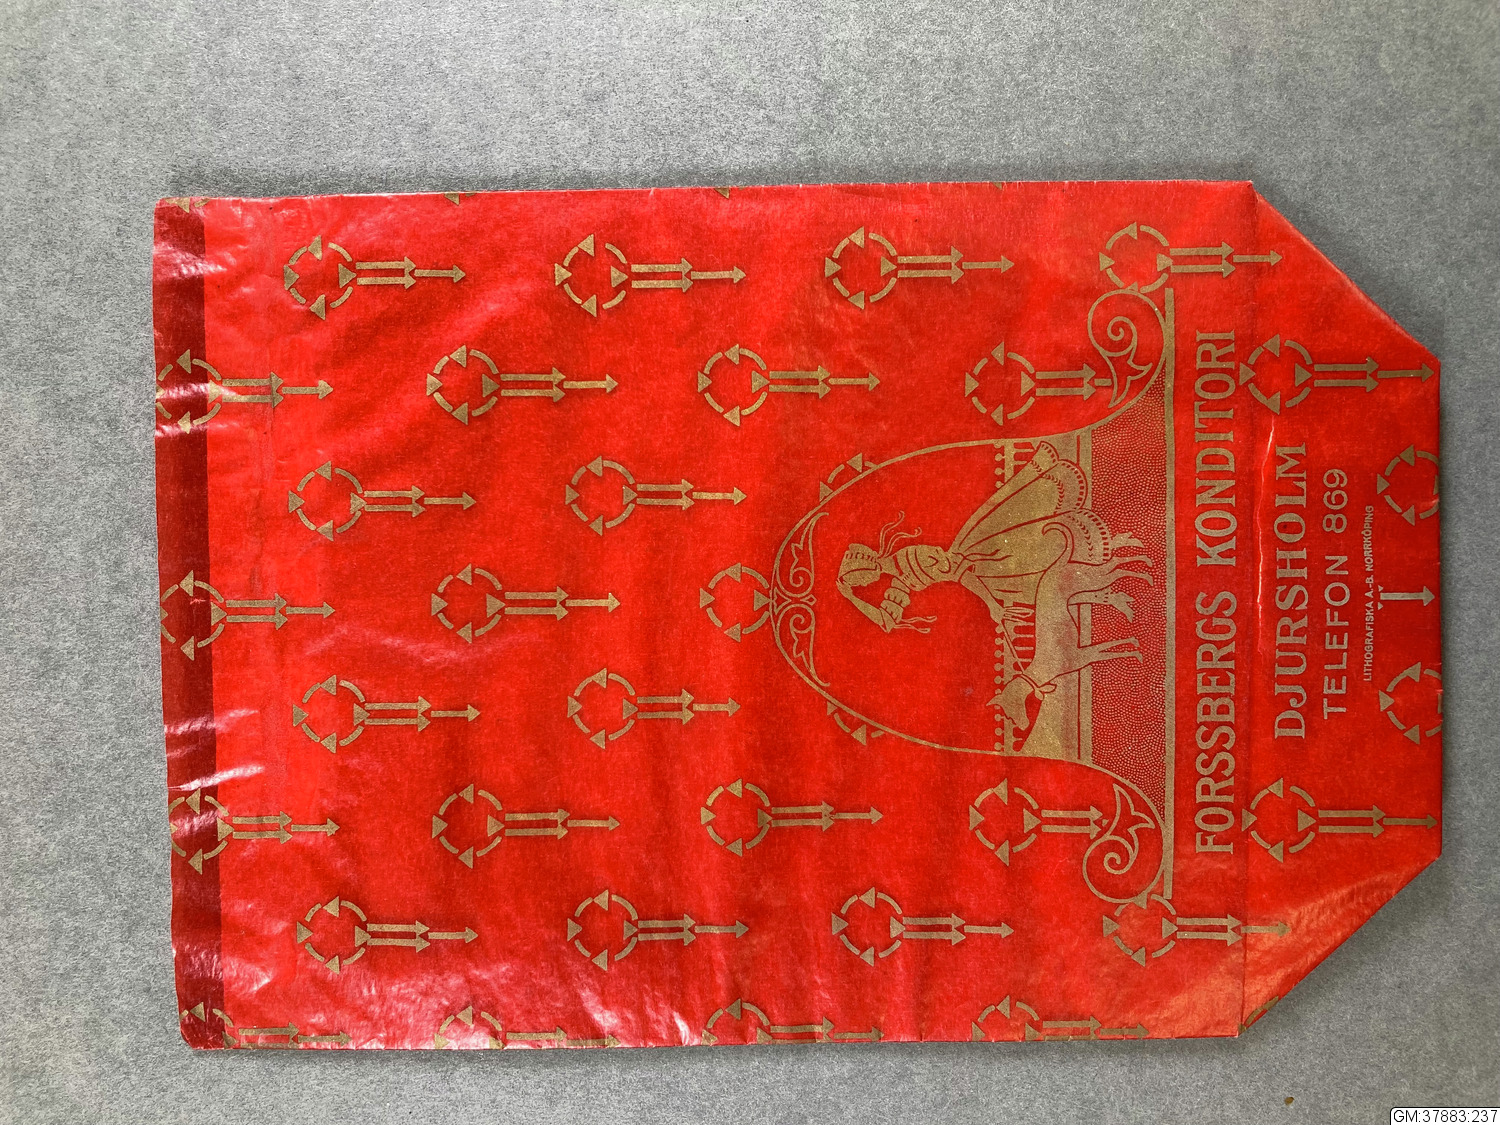 FORSSBERGS KONDITORI
DJURSHOLM
TELEFON 869
LITHOGRAFISKA A.-B. NORRKÖPING
GM:37883:237